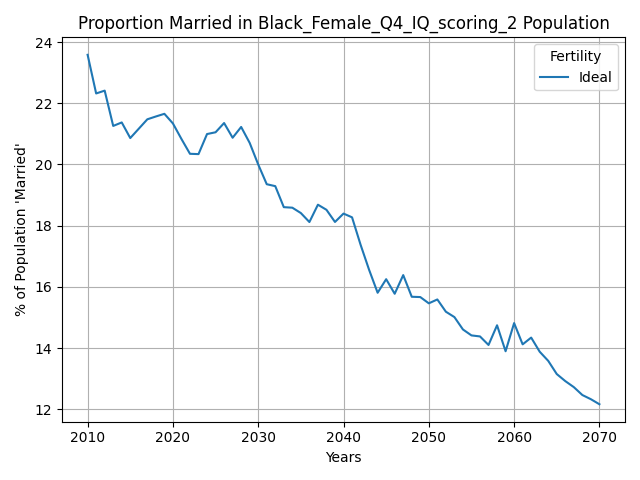 Proportion Married in Black_Female_Q4_IQ_scoring_2 Population
Fertility
Ideal
% of Population 'Married'
24
22
20
18
16
14
12
2010 2020 2030 2040 2050 2060 2070
Years